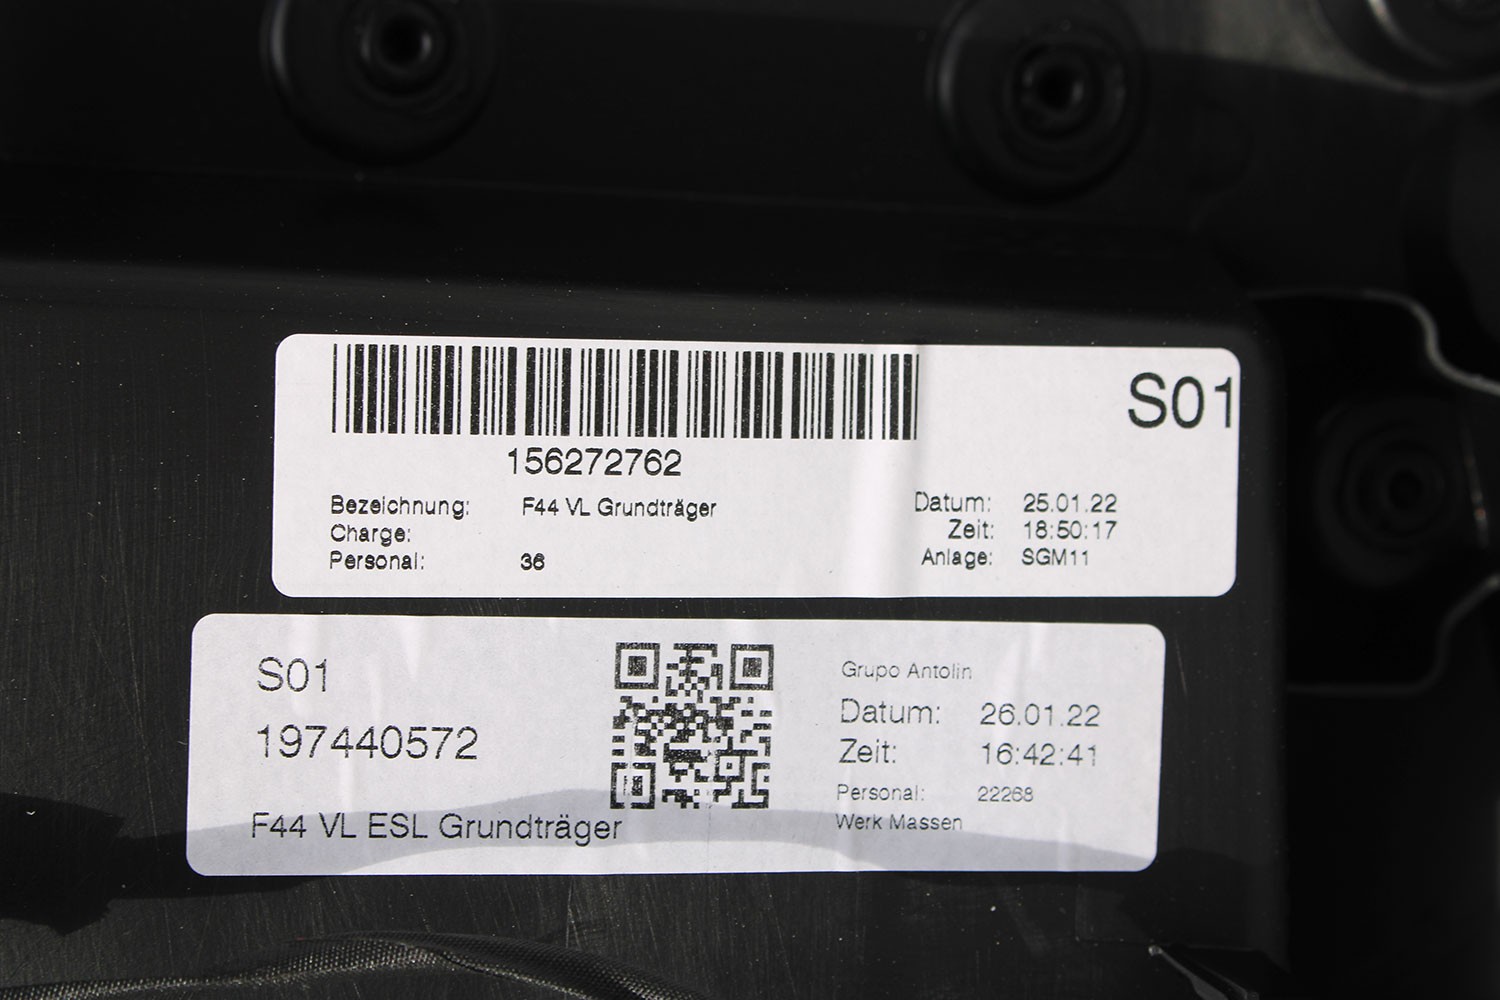 S01
156272762
Bezeichnung: F44 VL Grundträger
Charge:
Personal: 36
Datum: 25.01.22
Zeit: 18:50:17
Anlage: SGM11
S01
197440572
F44 VL ESL Grundträger
Grupo Antolin
Datum: 26.01.22
Zeit: 16:42:41
Personal: 22268
Werk Massen